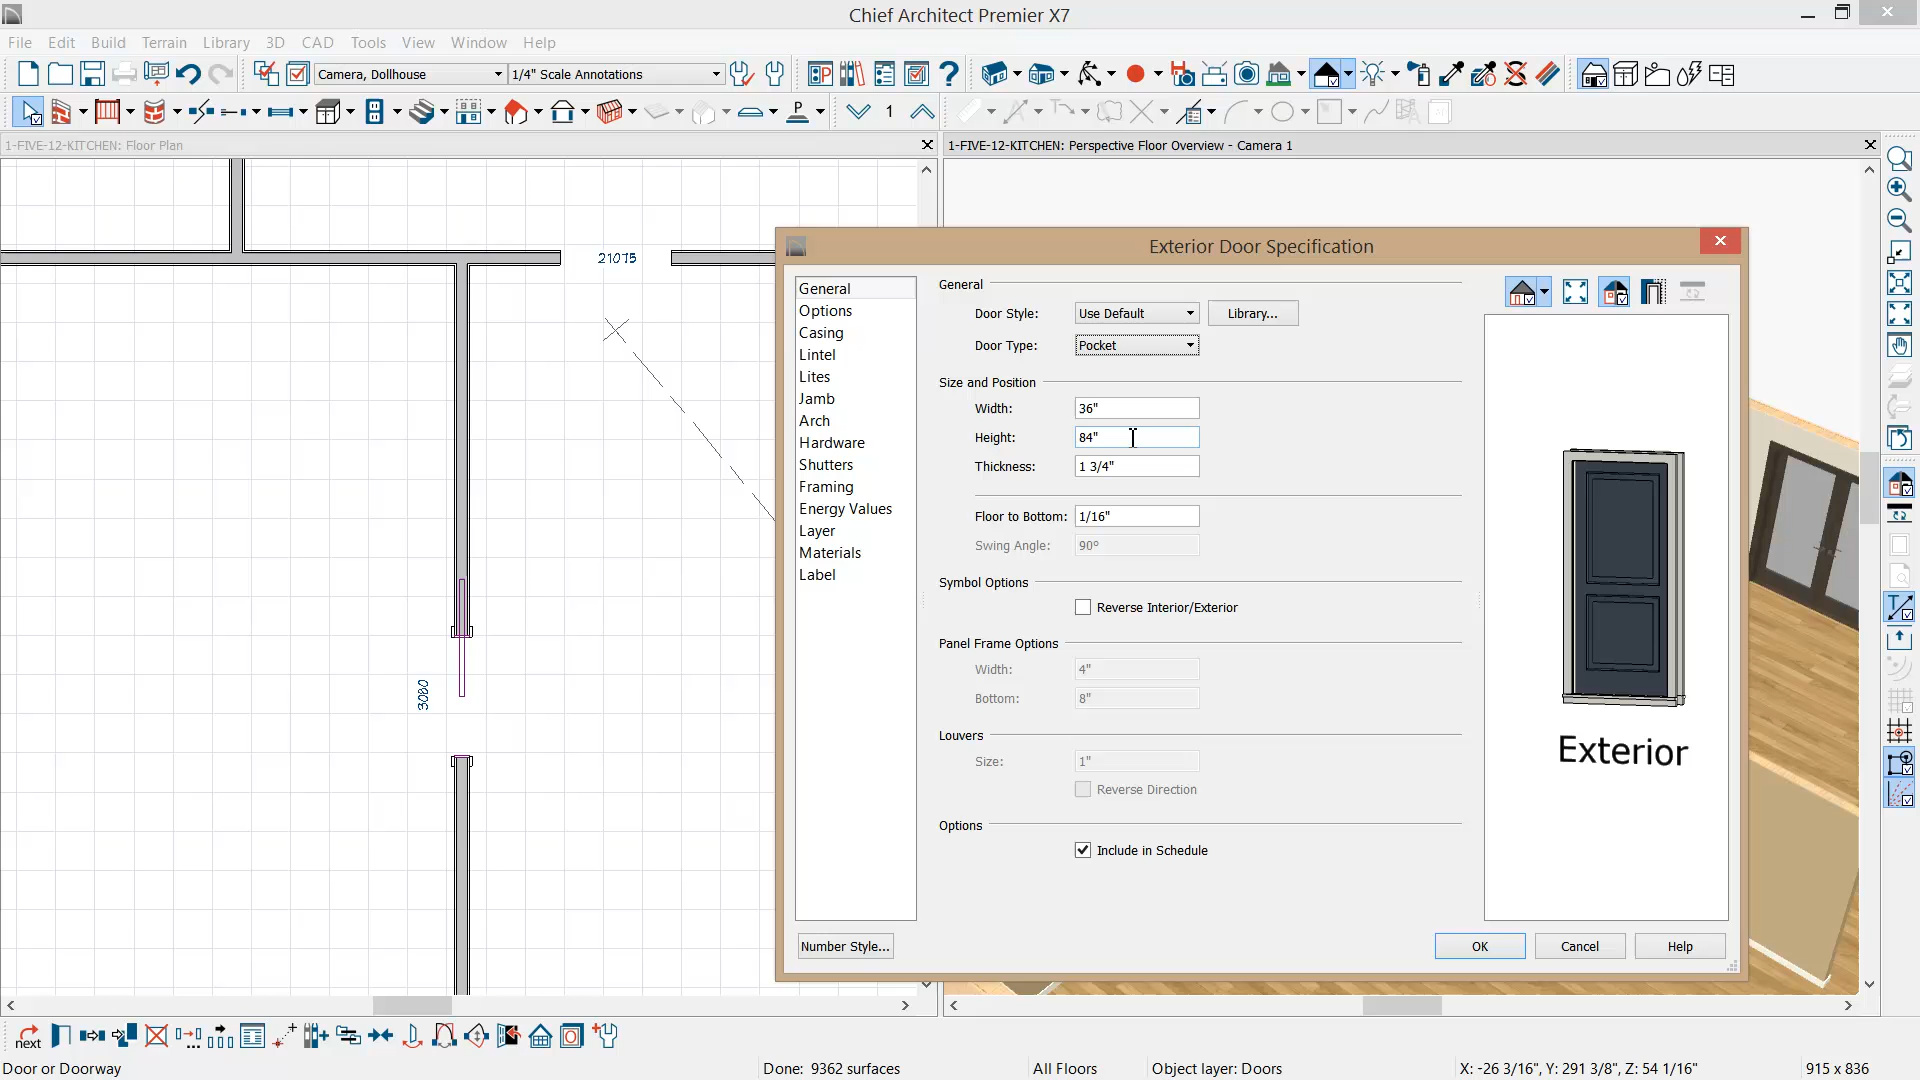 Chief Architect Premier X7
File Edit Build Terrain Library 3D CAD Tools View Window Help
Camera, Dollhouse 1/4" Scale Annotations
1
1-FIVE-12-KITCHEN: Floor Plan
1-FIVE-12-KITCHEN: Perspective Floor Overview - Camera 1
21075
3080
Exterior Door Specification
General
Options
Casing
Lintel
Lites
Jamb
Arch
Hardware
Shutters
Framing
Energy Values
Layer
Materials
Label
General
Door Style: Use Default Library...
Door Type: Pocket
Size and Position
Width: 36"
Height: 84"
Thickness: 1 3/4"
Floor to Bottom: 1/16"
Swing Angle: 90º
Symbol Options
Reverse Interior/Exterior
Panel Frame Options
Width: 4"
Bottom: 8"
Louvers
Size: 1"
Reverse Direction
Options
Include in Schedule
Exterior
Number Style... OK Cancel Help
next
Door or Doorway Done: 9362 surfaces All Floors Object layer: Doors X: -26 3/16", Y: 291 3/8", Z: 54 1/16" 915 x 836